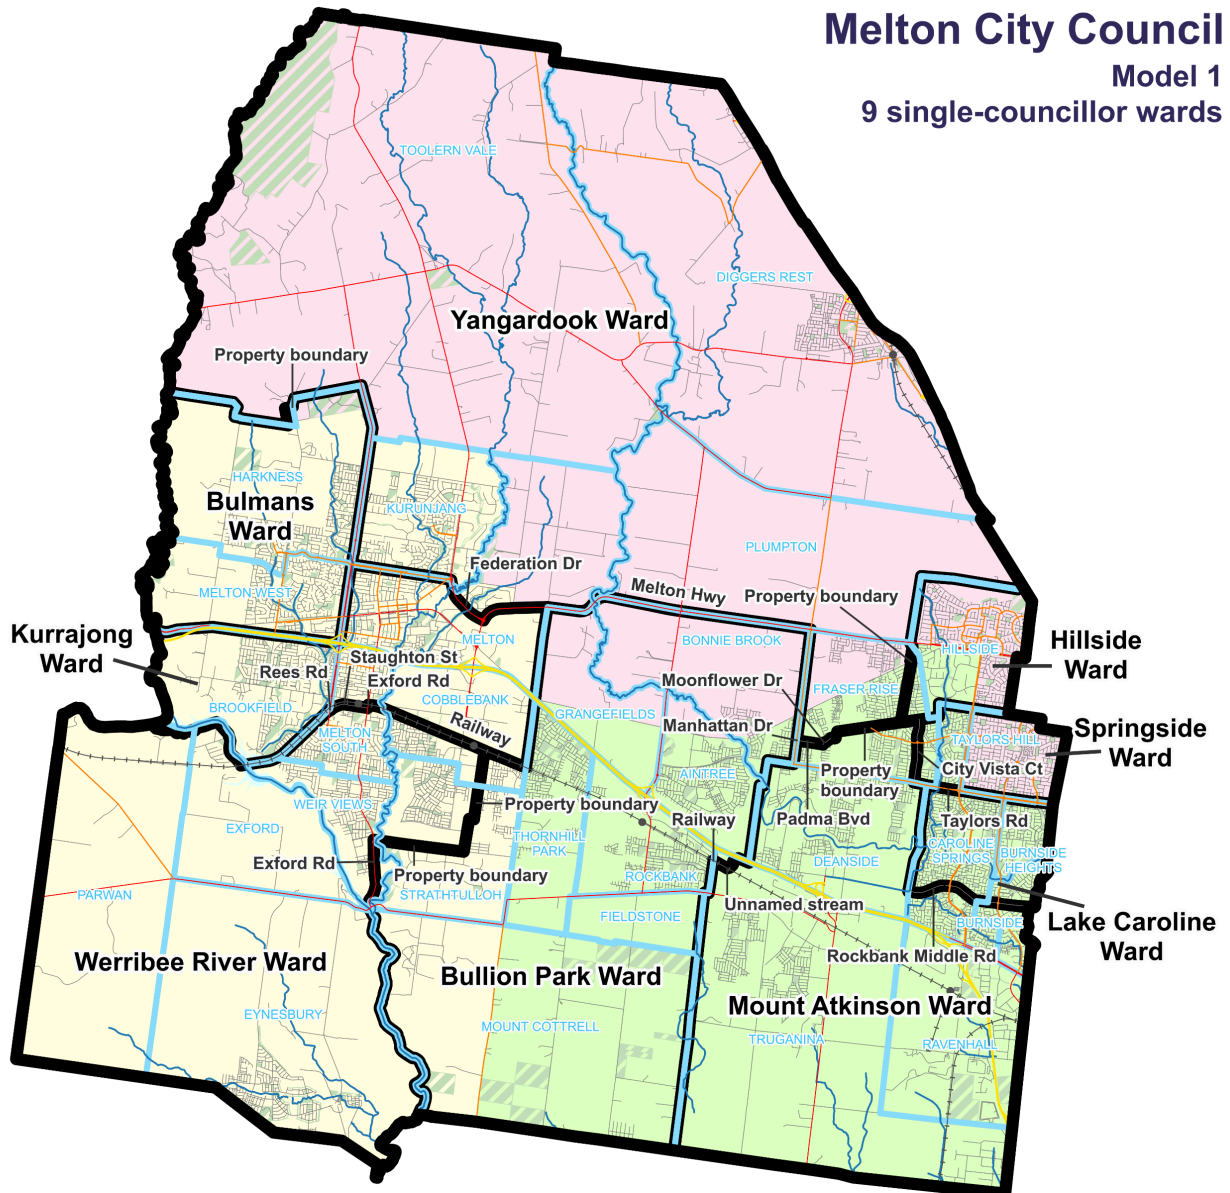 Melton City Council
Model 1
9 single-councillor wards
TOOLERN VALE
DIGGERS REST
Yangardook Ward
Property boundary
HARKNESS
Bulmans
Ward
KURUNJANG
PLUMPTON
Federation Dr
Melton Hwy
Property boundary
MELTON WEST
Kurrajong
Ward
MELTON
BONNIE BROOK
HILLSIDE
Hillside
Ward
Staughton St
Rees Rd
Exford Rd
Moonflower Dr
FRASER RISE
COBBLEBANK
BROOKFIELD
GRANGEFIELDS
Manhattan Dr
Railway
MELTON
SOUTH
TAYLORS HILL
Springside
Ward
AINTREE
Property
boundary
City Vista Ct
WEIR VIEWS
Property boundary
Railway
Padma Bvd
Taylors Rd
EXFORD
THORNHILL
PARK
CAROLINE
SPRINGS
BURNSIDE
HEIGHTS
Exford Rd
Property boundary
DEANSIDE
ROCKBANK
PARWAN
STRATHTULLOH
Unnamed stream
FIELDSTONE
BURNSIDE
Lake Caroline
Ward
Rockbank Middle Rd
Werribee River Ward
Bullion Park Ward
Mount Atkinson Ward
EYNESBURY
MOUNT COTTRELL
TRUGANINA
RAVENHALL